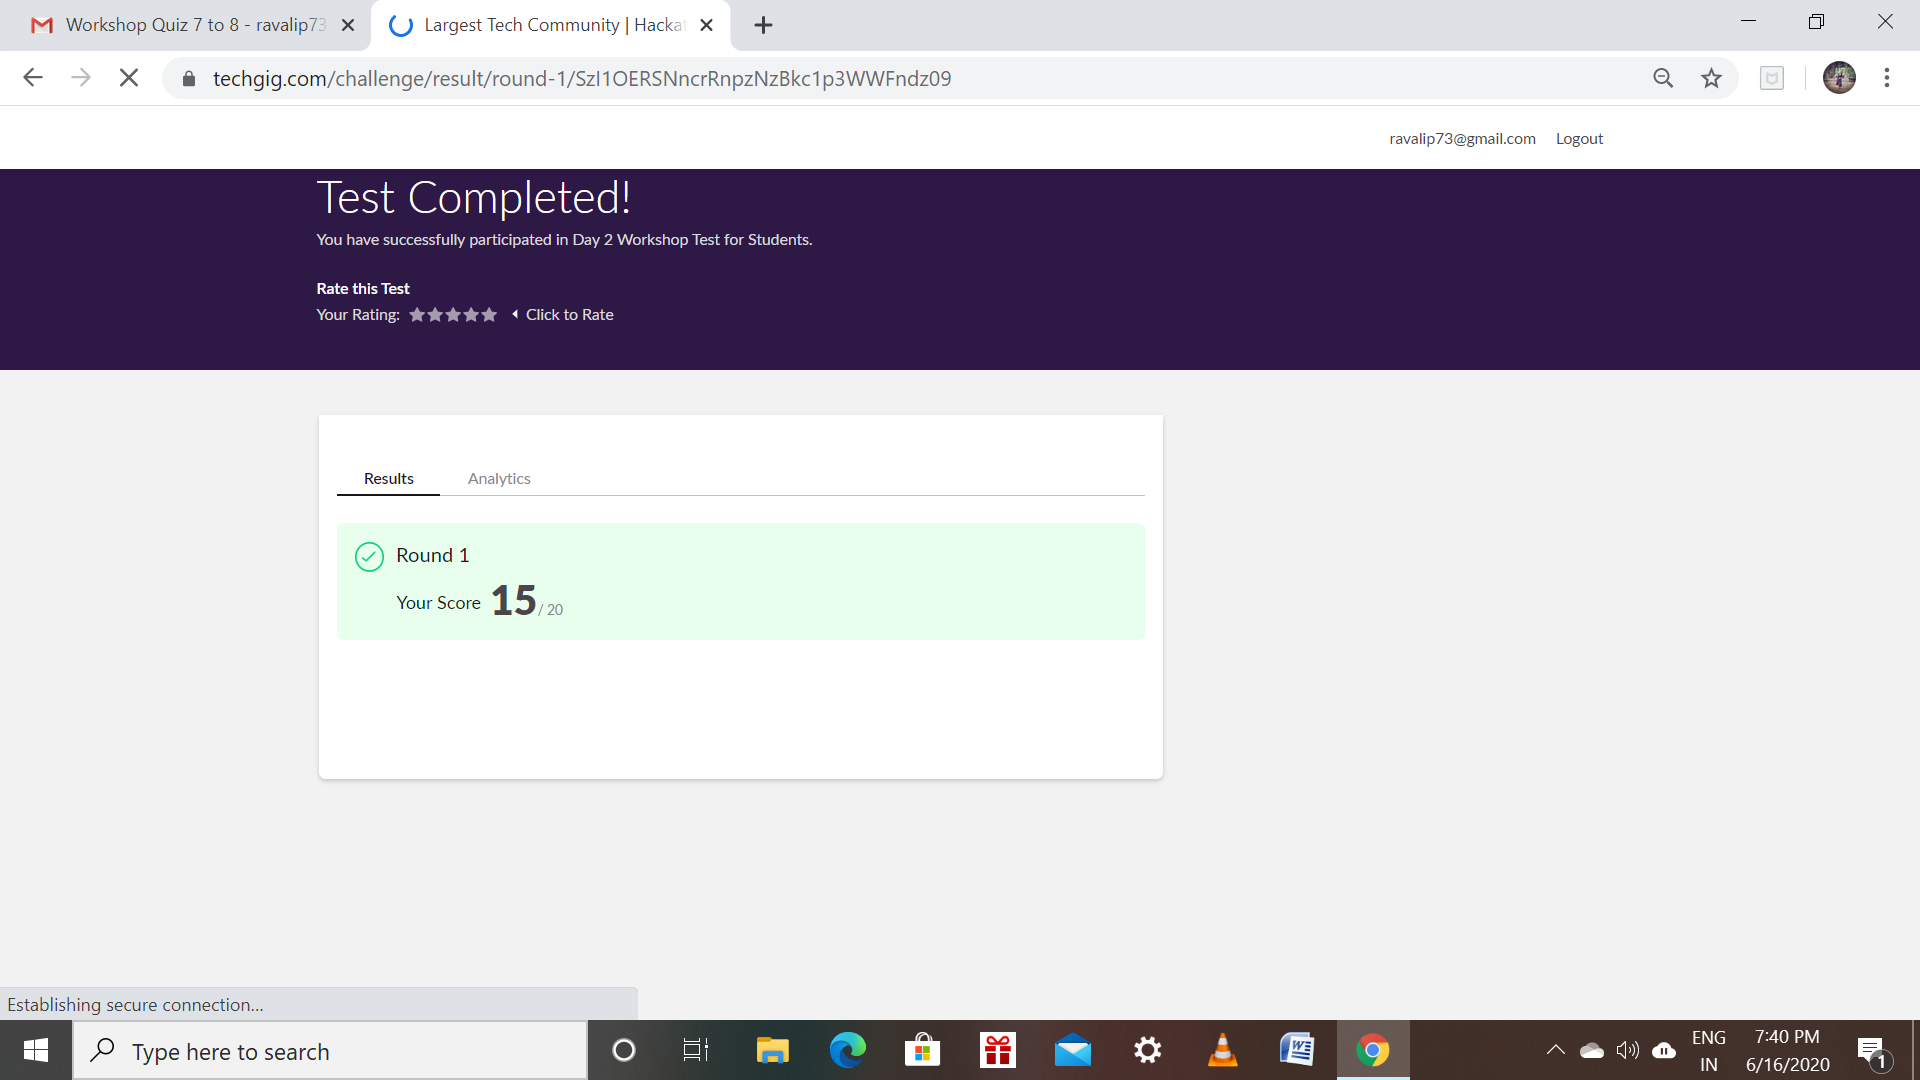 Workshop Quiz 7 to 8 - ravalip73
Largest Tech Community | Hacka
techgig.com/challenge/result/round-1/SzI1OERSNncrRnpzNzBkc1p3WWFndz09
ravalip73@gmail.com Logout
Test Completed!
You have successfully participated in Day 2 Workshop Test for Students.
Rate this Test
Your Rating: Click to Rate
Results Analytics
Round 1
Your Score 15 / 20
Establishing secure connection...
Type here to search
ENG
IN
7:40 PM
6/16/2020
1